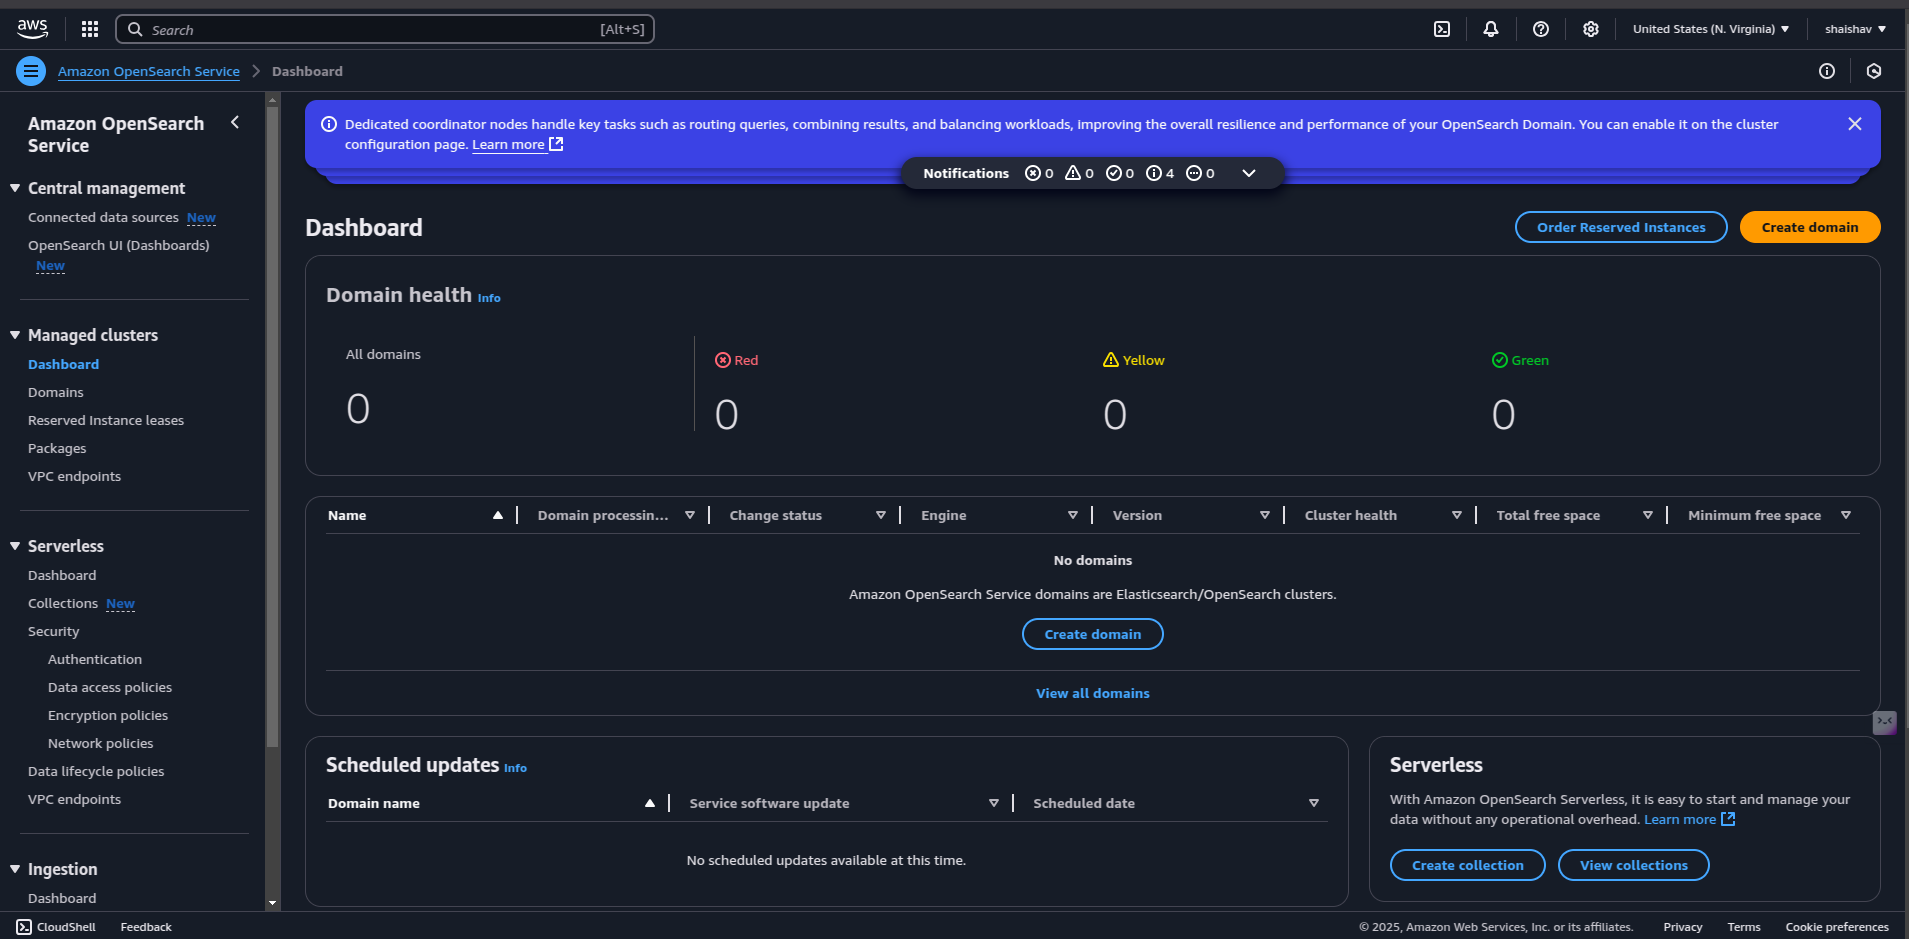 aws
Search
[Alt+S]
United States (N. Virginia)
shaishav
Amazon OpenSearch Service
Dashboard
Amazon OpenSearch
Service
Central management
Connected data sources New
OpenSearch UI (Dashboards)
New
Managed clusters
Dashboard
Domains
Reserved Instance leases
Packages
VPC endpoints
Serverless
Dashboard
Collections New
Security
Authentication
Data access policies
Encryption policies
Network policies
Data lifecycle policies
VPC endpoints
Ingestion
Dashboard
Dedicated coordinator nodes handle key tasks such as routing queries, combining results, and balancing workloads, improving the overall resilience and performance of your OpenSearch Domain. You can enable it on the cluster
configuration page. Learn more
Notifications 0 0 0 4 0
Dashboard
Order Reserved Instances
Create domain
Domain health Info
All domains
0
Red
0
Yellow
0
Green
0
Name Domain processin... Change status Engine Version Cluster health Total free space Minimum free space
No domains
Amazon OpenSearch Service domains are Elasticsearch/OpenSearch clusters.
Create domain
View all domains
Scheduled updates Info
Domain name Service software update Scheduled date
No scheduled updates available at this time.
Serverless
With Amazon OpenSearch Serverless, it is easy to start and manage your
data without any operational overhead. Learn more
Create collection
View collections
CloudShell
Feedback
© 2025, Amazon Web Services, Inc. or its affiliates.
Privacy
Terms
Cookie preferences